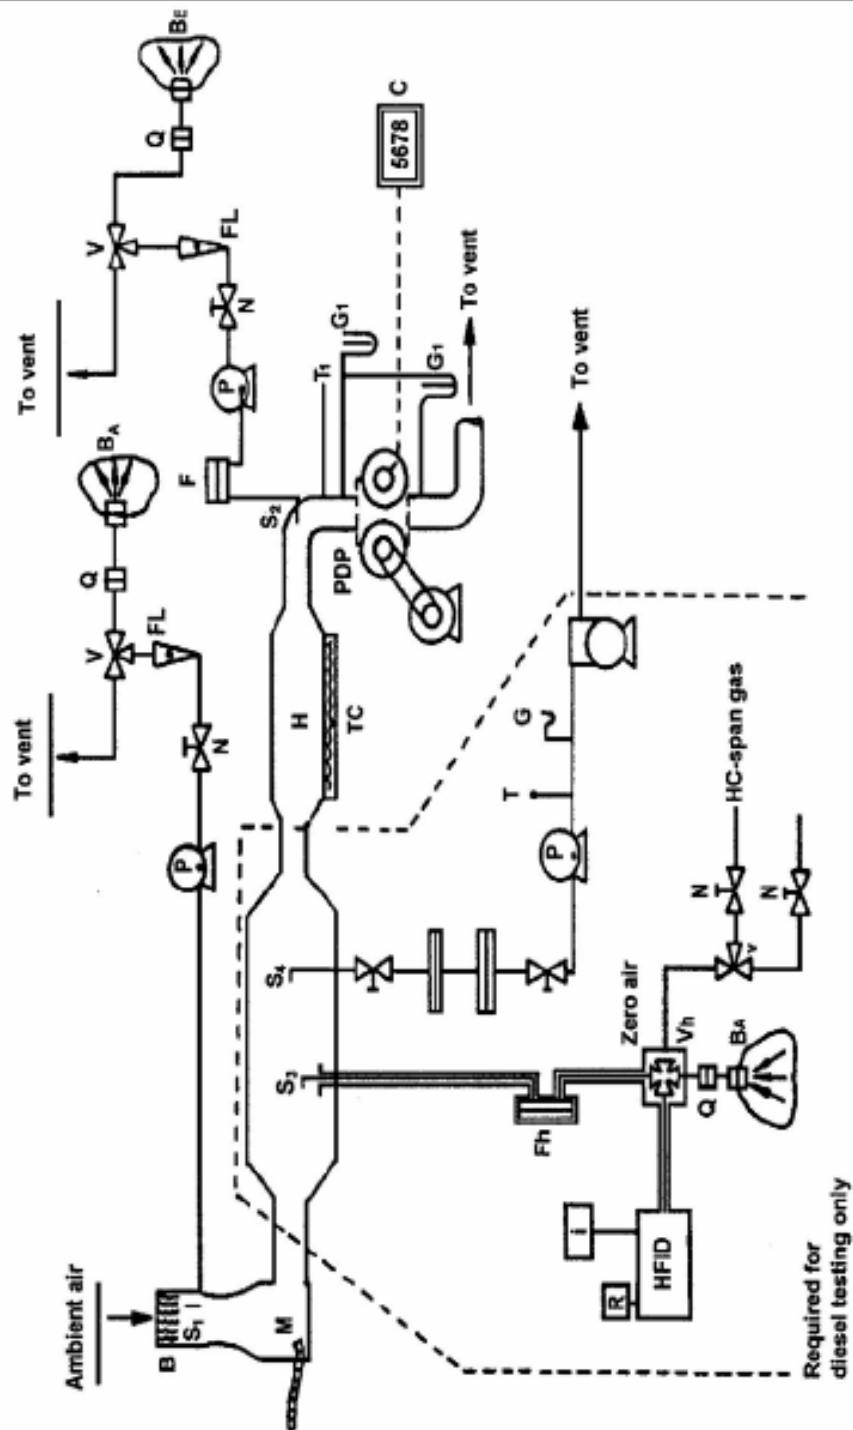 Ambient air
To vent
To vent
B
S1
M
P
N
FL
V
Q
BA
H
TC
S2
F
P
N
FL
V
Q
BE
T1
G1
G1
PDP
5678
C
To vent
S3
S4
Fh
P
T
G
To vent
Zero air
Vh
Q
BA
HFID
R
i
v
N
N
HC-span gas
Required for
diesel testing only